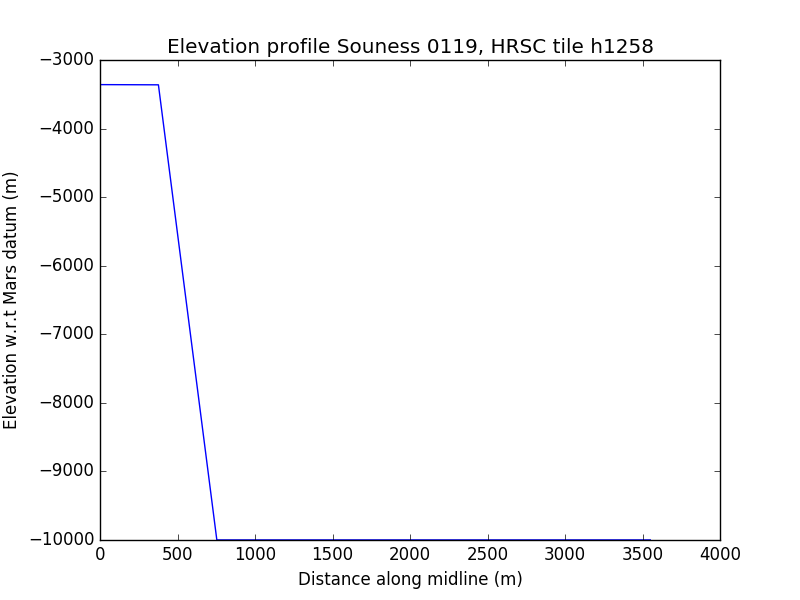 Elevation profile Souness 0119, HRSC tile h1258
−3000
−4000
−5000
−6000
−7000
−8000
−9000
−10000
Elevation w.r.t Mars datum (m)
0 500 1000 1500 2000 2500 3000 3500 4000
Distance along midline (m)